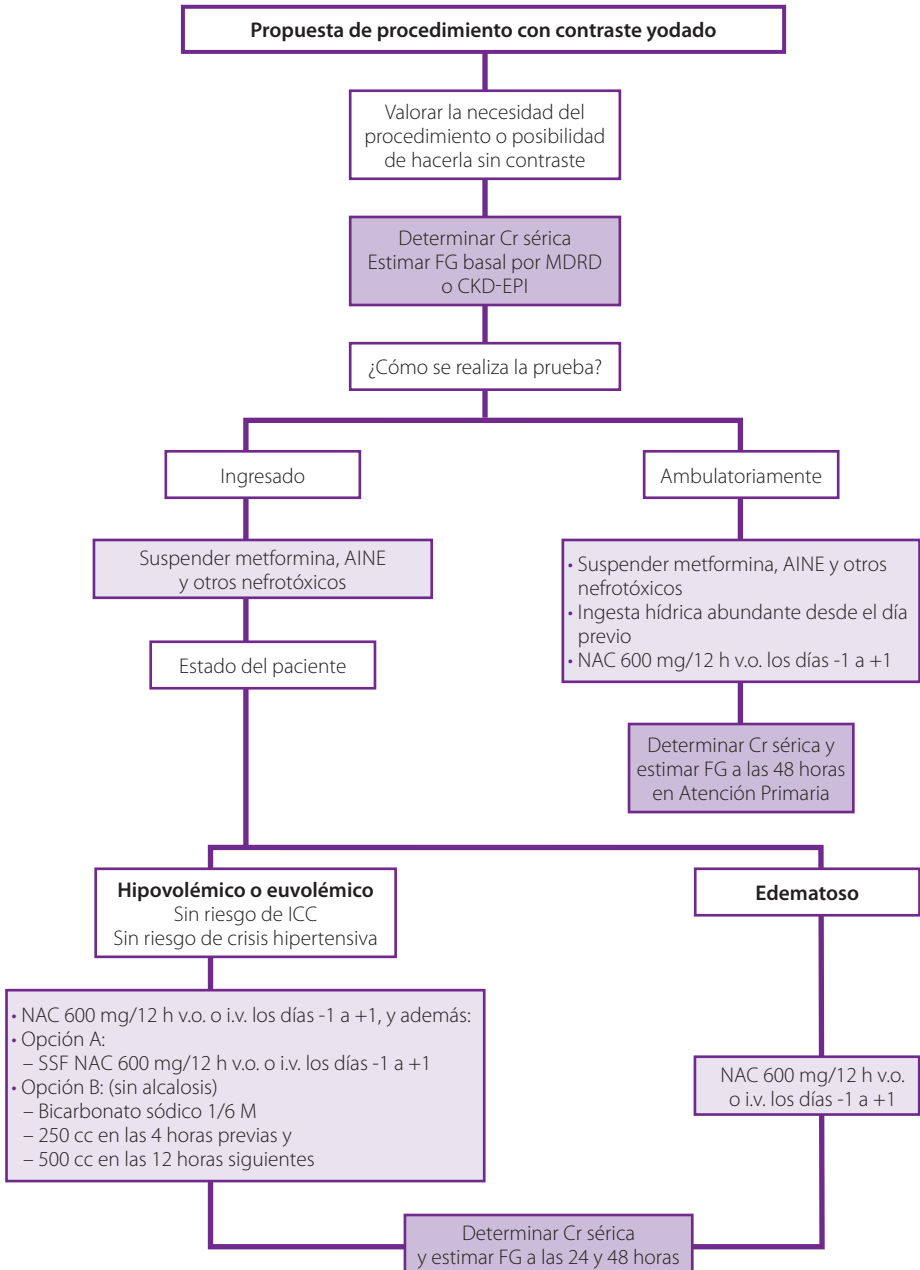 Propuesta de procedimiento con contraste yodado
Valorar la necesidad del
procedimiento o posibilidad
de hacerla sin contraste
Determinar Cr sérica
Estimar FG basal por MDRD
o CKD-EPI
¿Cómo se realiza la prueba?
Ingresado
Suspender metformina, AINE
y otros nefrotóxicos
Estado del paciente
Ambulatoriamente
• Suspender metformina, AINE y otros
nefrotóxicos
• Ingesta hídrica abundante desde el día
previo
• NAC 600 mg/12 h v.o. los días -1 a +1
Determinar Cr sérica y
estimar FG a las 48 horas
en Atención Primaria
Hipovolémico o euvolémico
Sin riesgo de ICC
Sin riesgo de crisis hipertensiva
• NAC 600 mg/12 h v.o. o i.v. los días -1 a +1, y además:
• Opción A:
– SSF NAC 600 mg/12 h v.o. o i.v. los días -1 a +1
• Opción B: (sin alcalosis)
– Bicarbonato sódico 1/6 M
– 250 cc en las 4 horas previas y
– 500 cc en las 12 horas siguientes
Edematoso
NAC 600 mg/12 h v.o.
o i.v. los días -1 a +1
Determinar Cr sérica
y estimar FG a las 24 y 48 horas